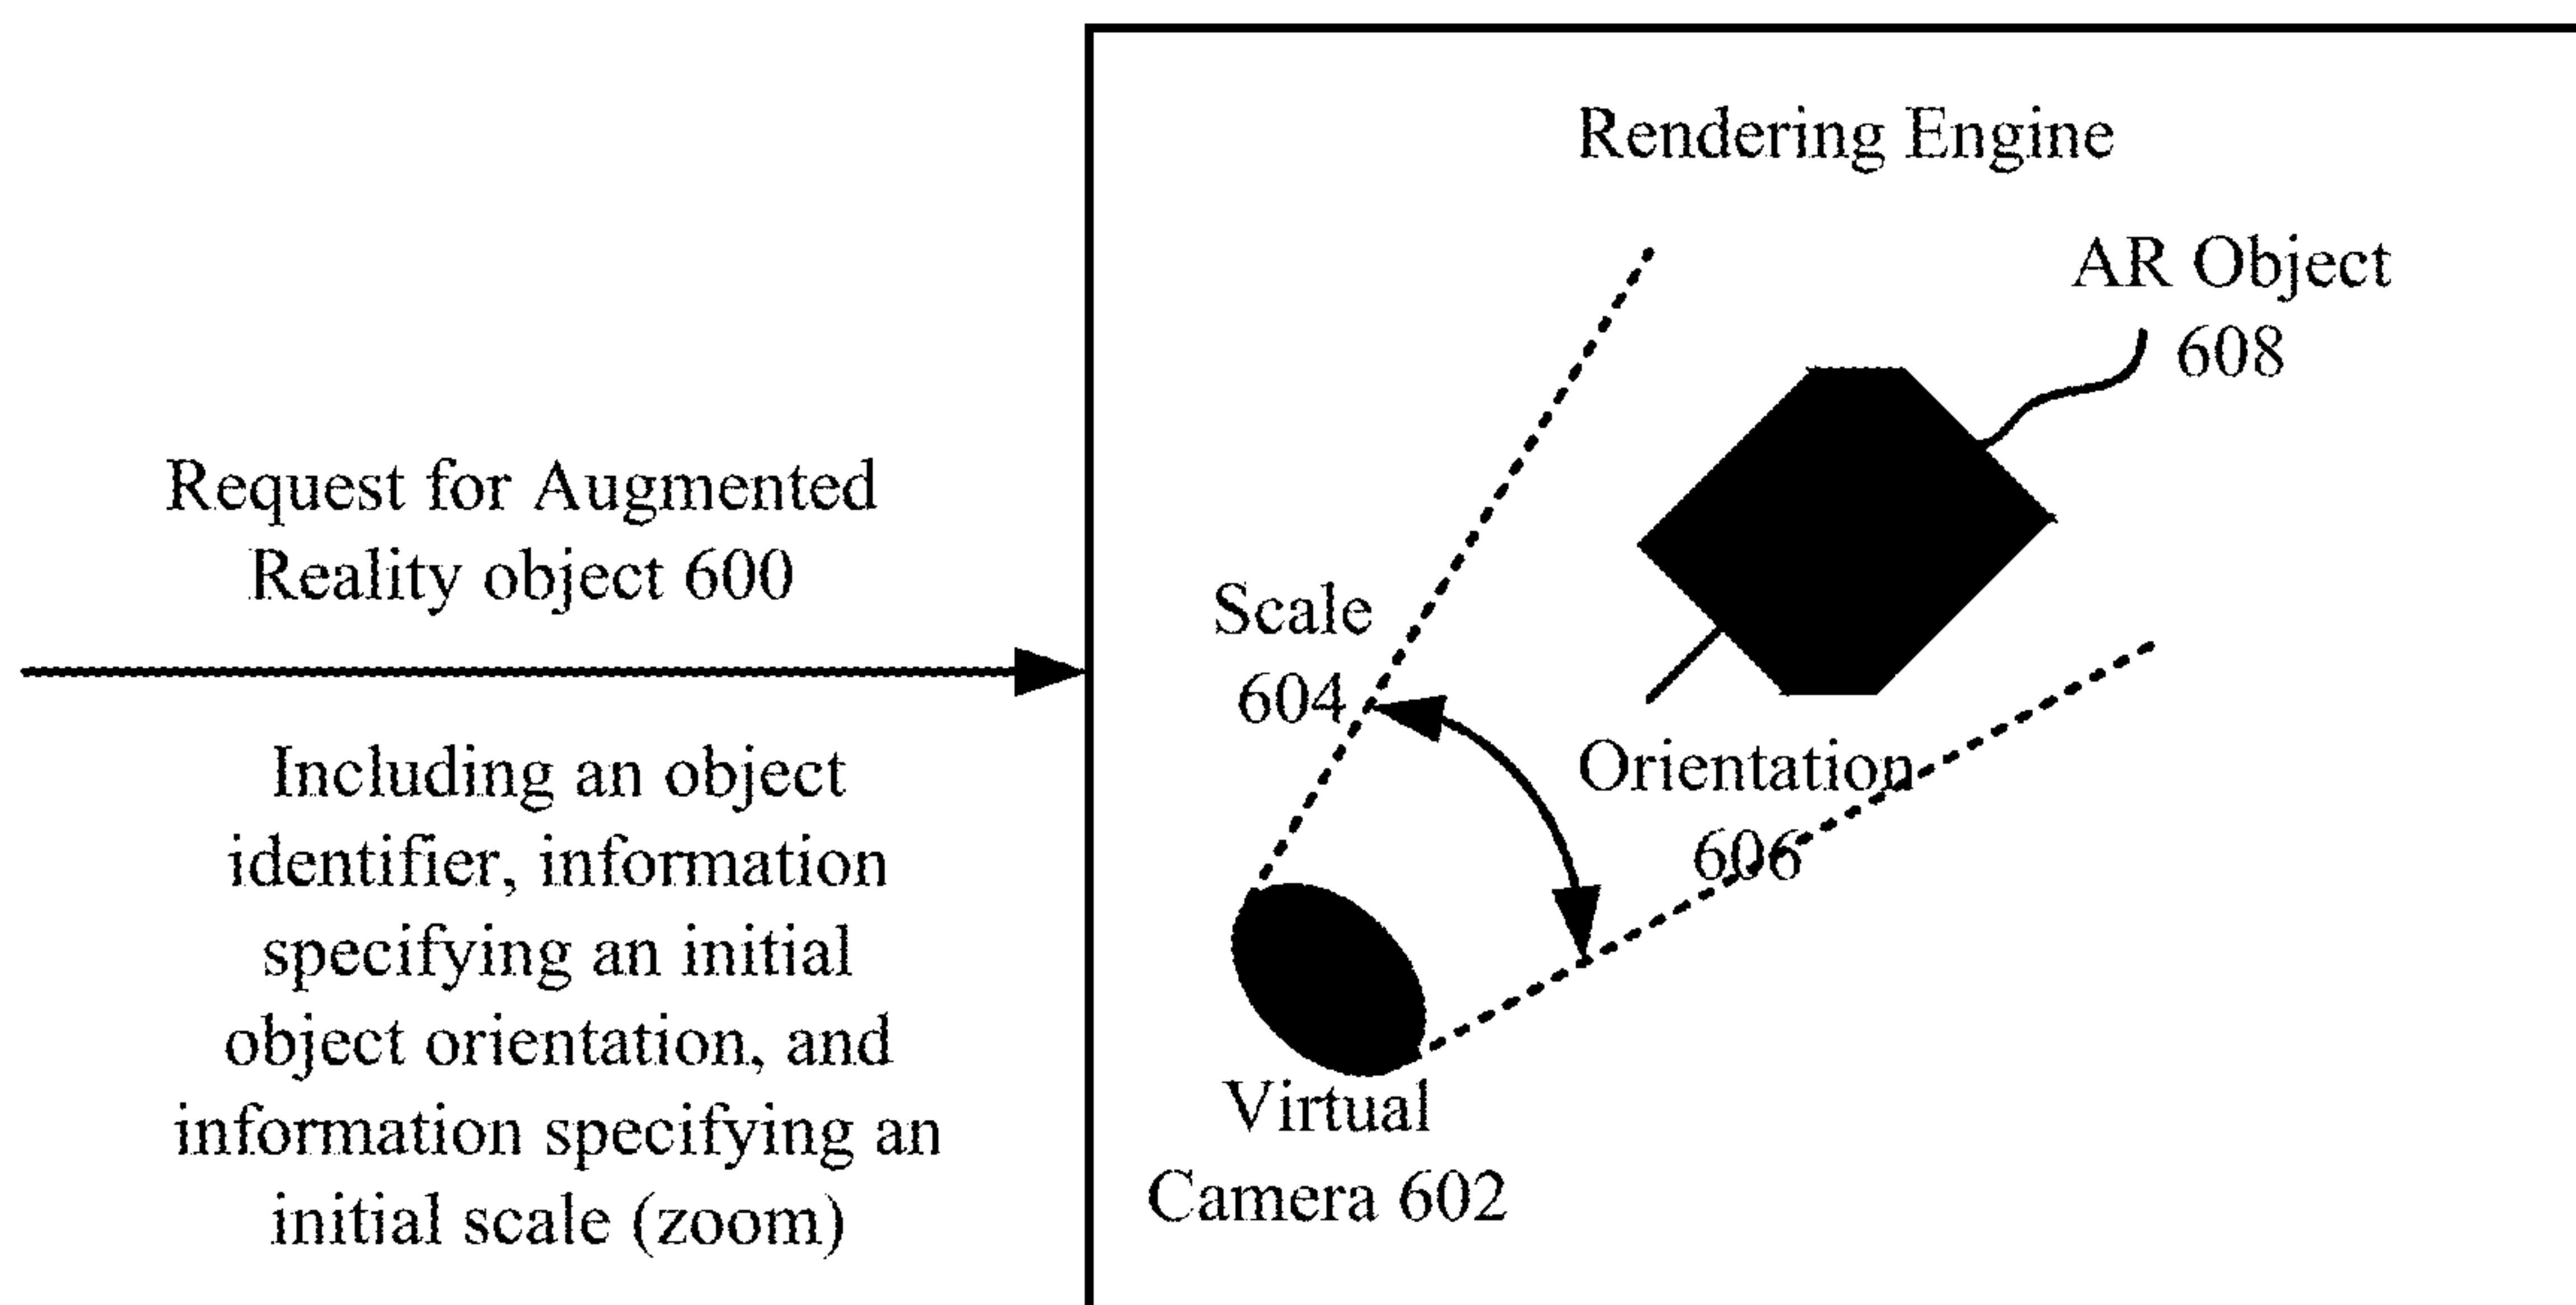 Request for Augmented
Reality object 600
Including an object
identifier, information
specifying an initial
object orientation, and
information specifying an
initial scale (zoom)
Rendering Engine
AR Object
608
Scale
604
Orientation
606
Virtual
Camera 602